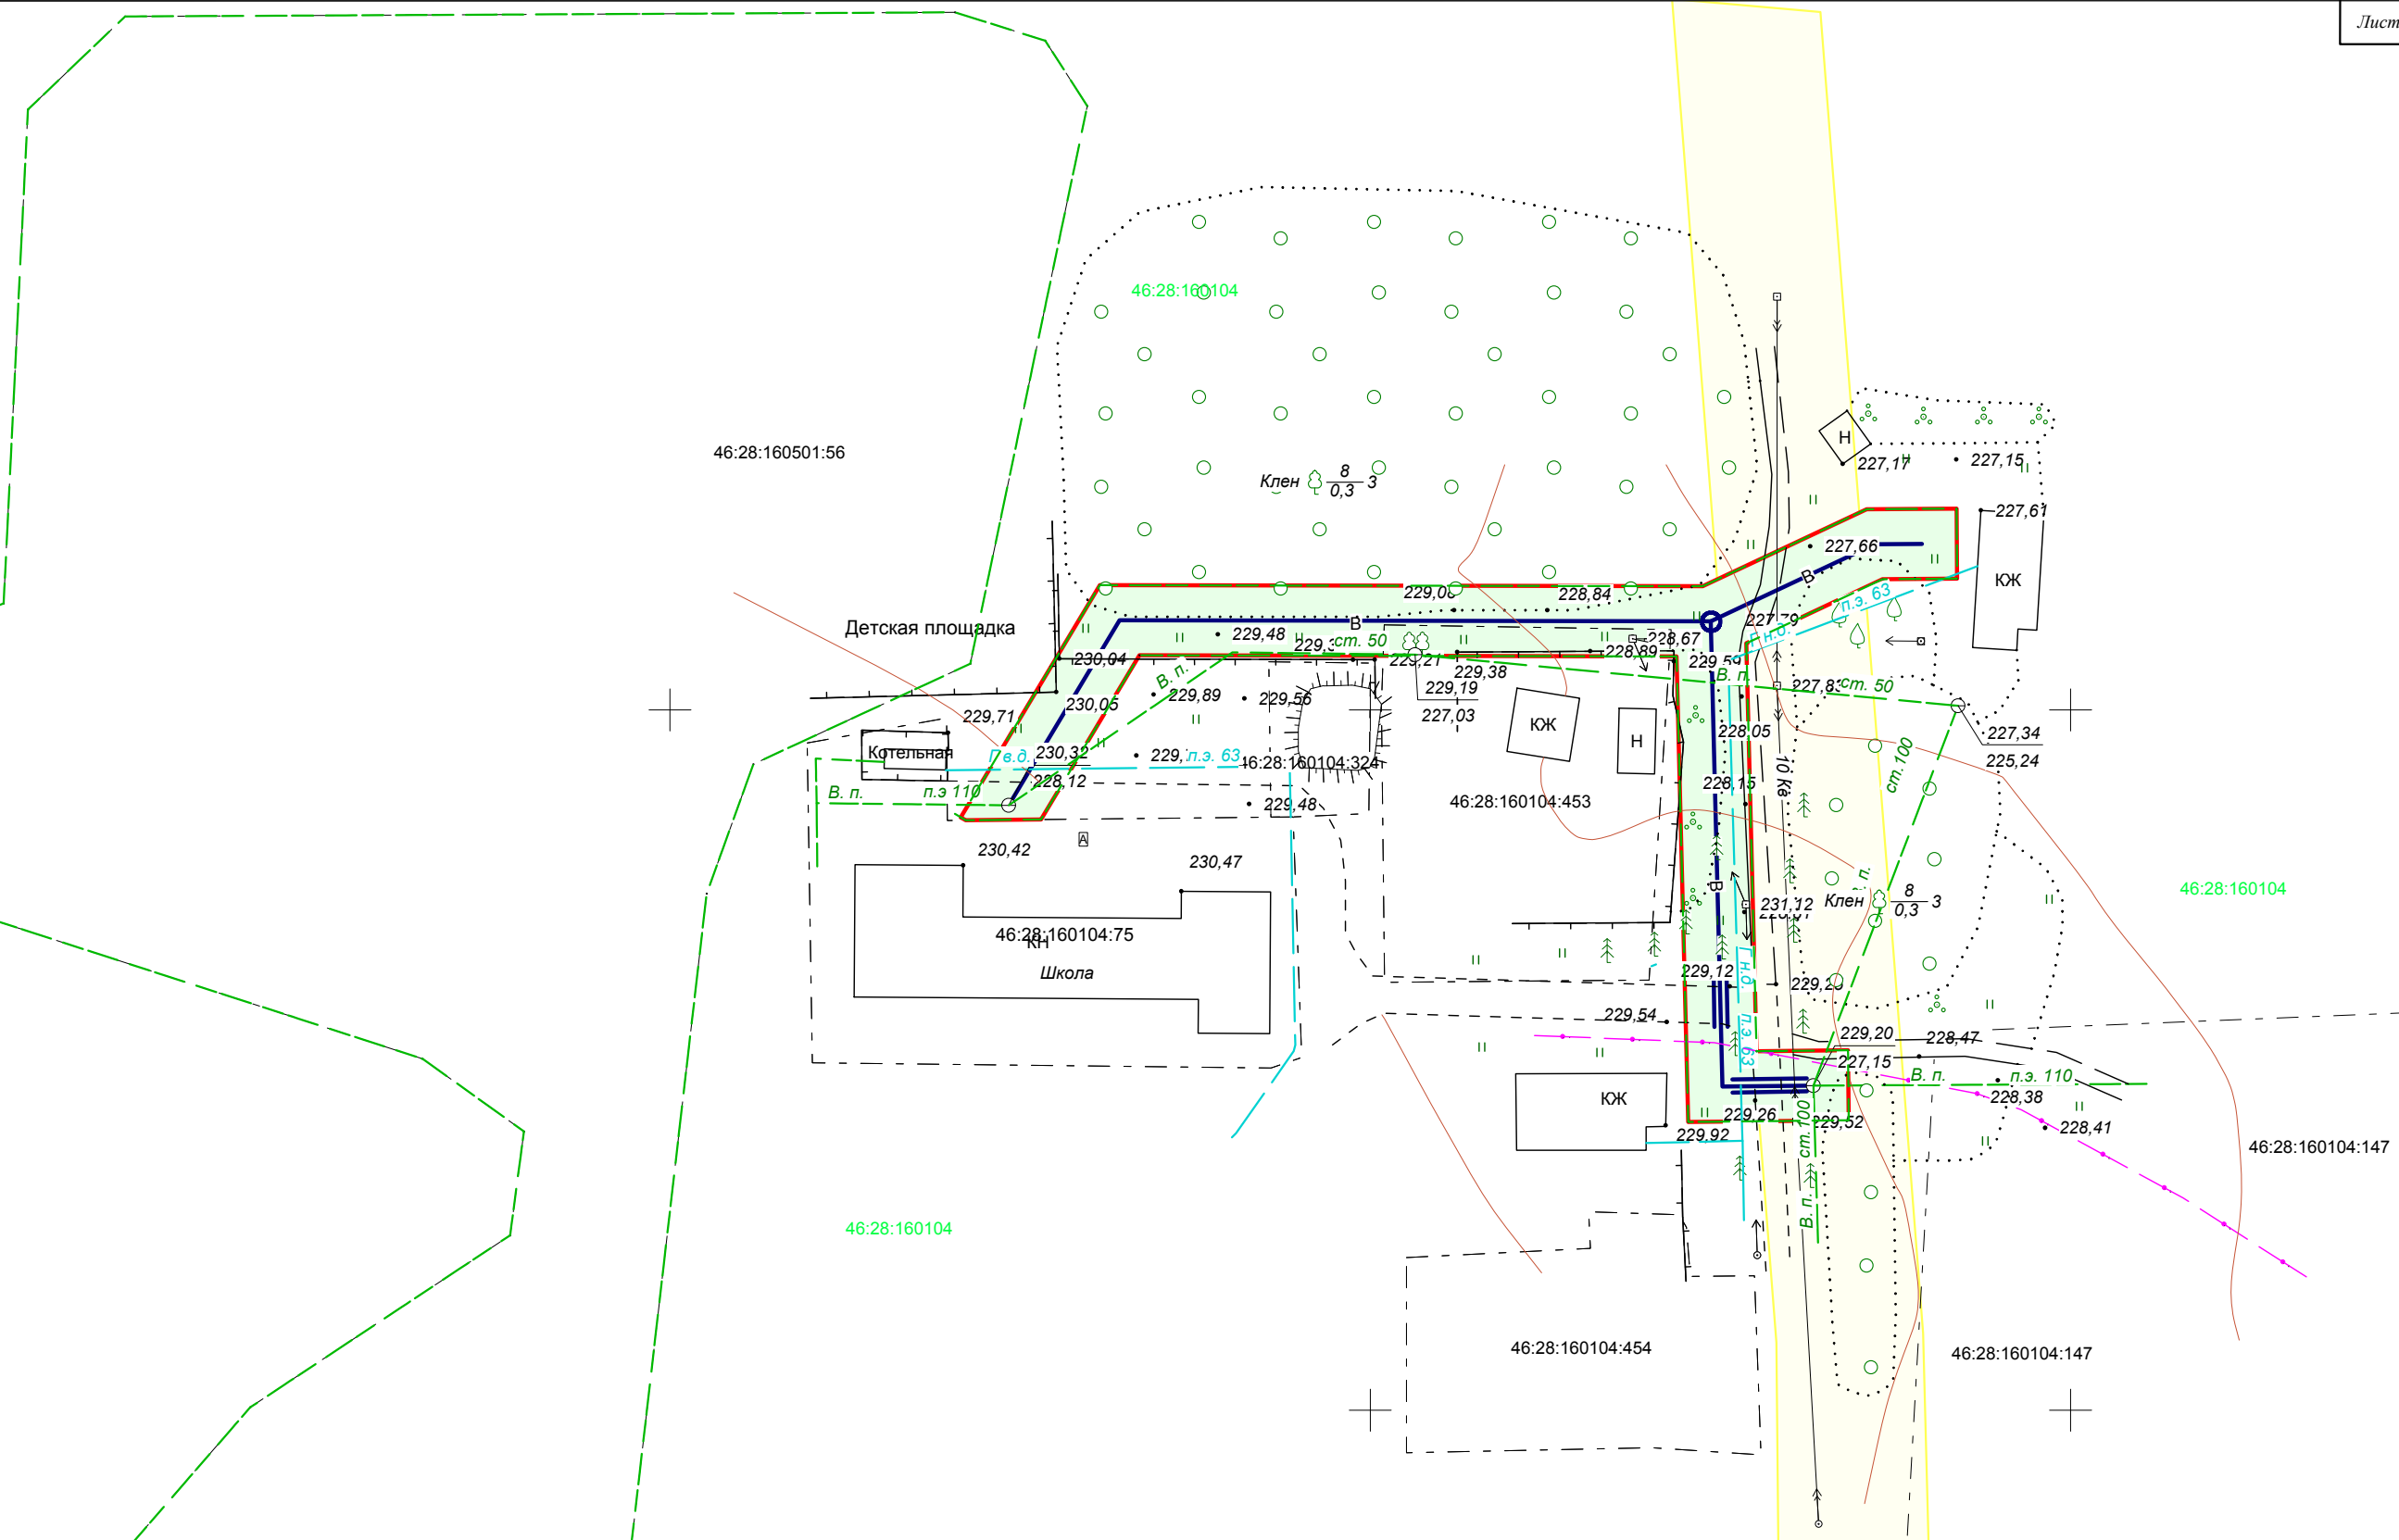 Лист
46:28:160104
46:28:160501:56
Клен 8 0,3 3
Н
227,17
227,15
227,61
КЖ
227,66
В
п.э. 63
229,48
В
228,84
Детская площадка
230,04
ст. 50
229,21
229,38
228,67
228,89
229,59
Г н.д.
В. п.
229,71
230,05
В. п.
229,89
229,56
229,19
227,03
КЖ
Н
228,05
ст. 50
227,34
225,24
Котельная
Г в.д.
230,32
228,12
п.э. 63
46:28:160104:324
10 Кв
ст.100
В. п.
п.э 110
229,48
46:28:160104:453
228,15
230,42
А
230,47
46:28:160104
В
231,12
Клен 8 0,3 3
46:28:160104:75
КН
Школа
229,12
Г н.д.
п.э. 63
229,54
229,20
227,15
228,47
КЖ
В. п.
п.э. 110
228,38
229,26
229,52
229,92
228,41
ст.100
В. п.
46:28:160104:147
46:28:160104
46:28:160104:454
46:28:160104:147